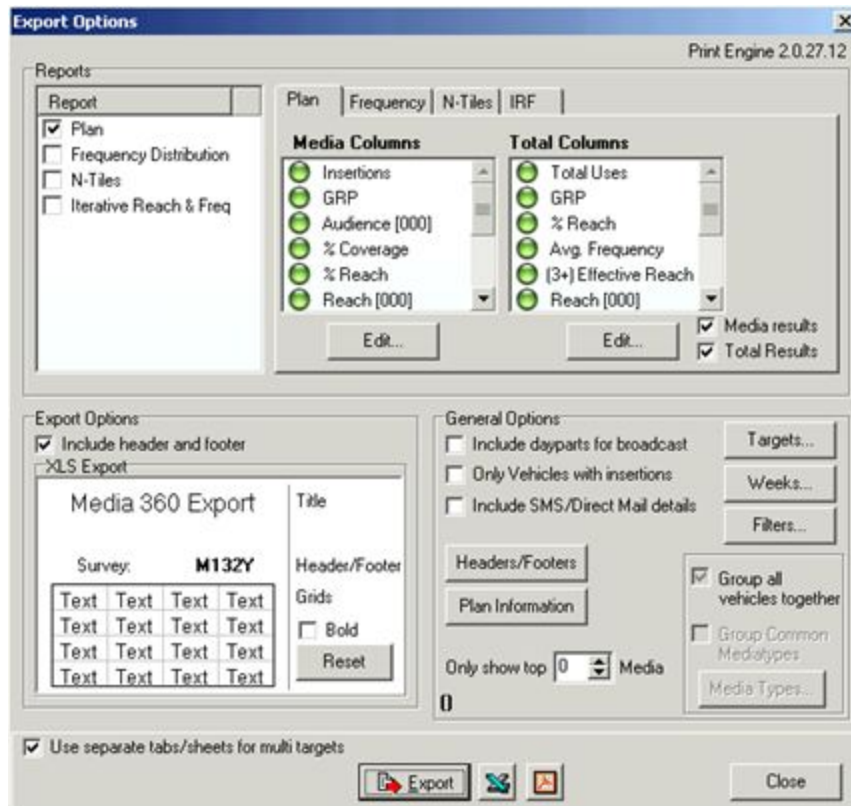 Export Options
Print Engine 2.0.27.12
Reports
Report
Plan
Frequency Distribution
N-Tiles
Iterative Reach & Freq
Plan Frequency N-Tiles IRF
Media Columns
Insertions
GRP
Audience [000]
% Coverage
% Reach
Reach [000]
Edit...
Total Columns
Total Uses
GRP
% Reach
Avg. Frequency
(3+) Effective Reach
Reach [000]
Edit...
Media results
Total Results
Export Options
Include header and footer
XLS Export
Media 360 Export
Title
Survey: M132Y
Header/Footer
Text Text Text Text
Text Text Text Text
Text Text Text Text
Text Text Text Text
Grids
Bold
Reset
General Options
Include dayparts for broadcast
Only Vehicles with insertions
Include SMS/Direct Mail details
Targets...
Weeks...
Filters...
Headers/Footers
Plan Information
Only show top 0 Media
()
Group all vehicles together
Group Common Mediatypes
Media Types...
Use separate tabs/sheets for multi targets
Export
Close